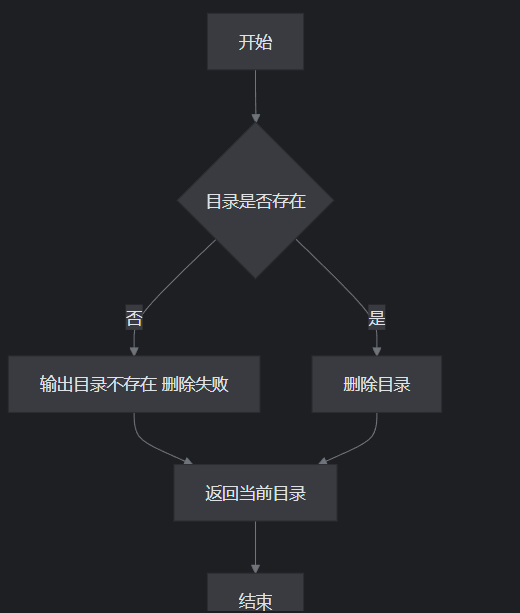 开始
目录是否存在
否
是
输出目录不存在 删除失败
删除目录
返回当前目录
结束